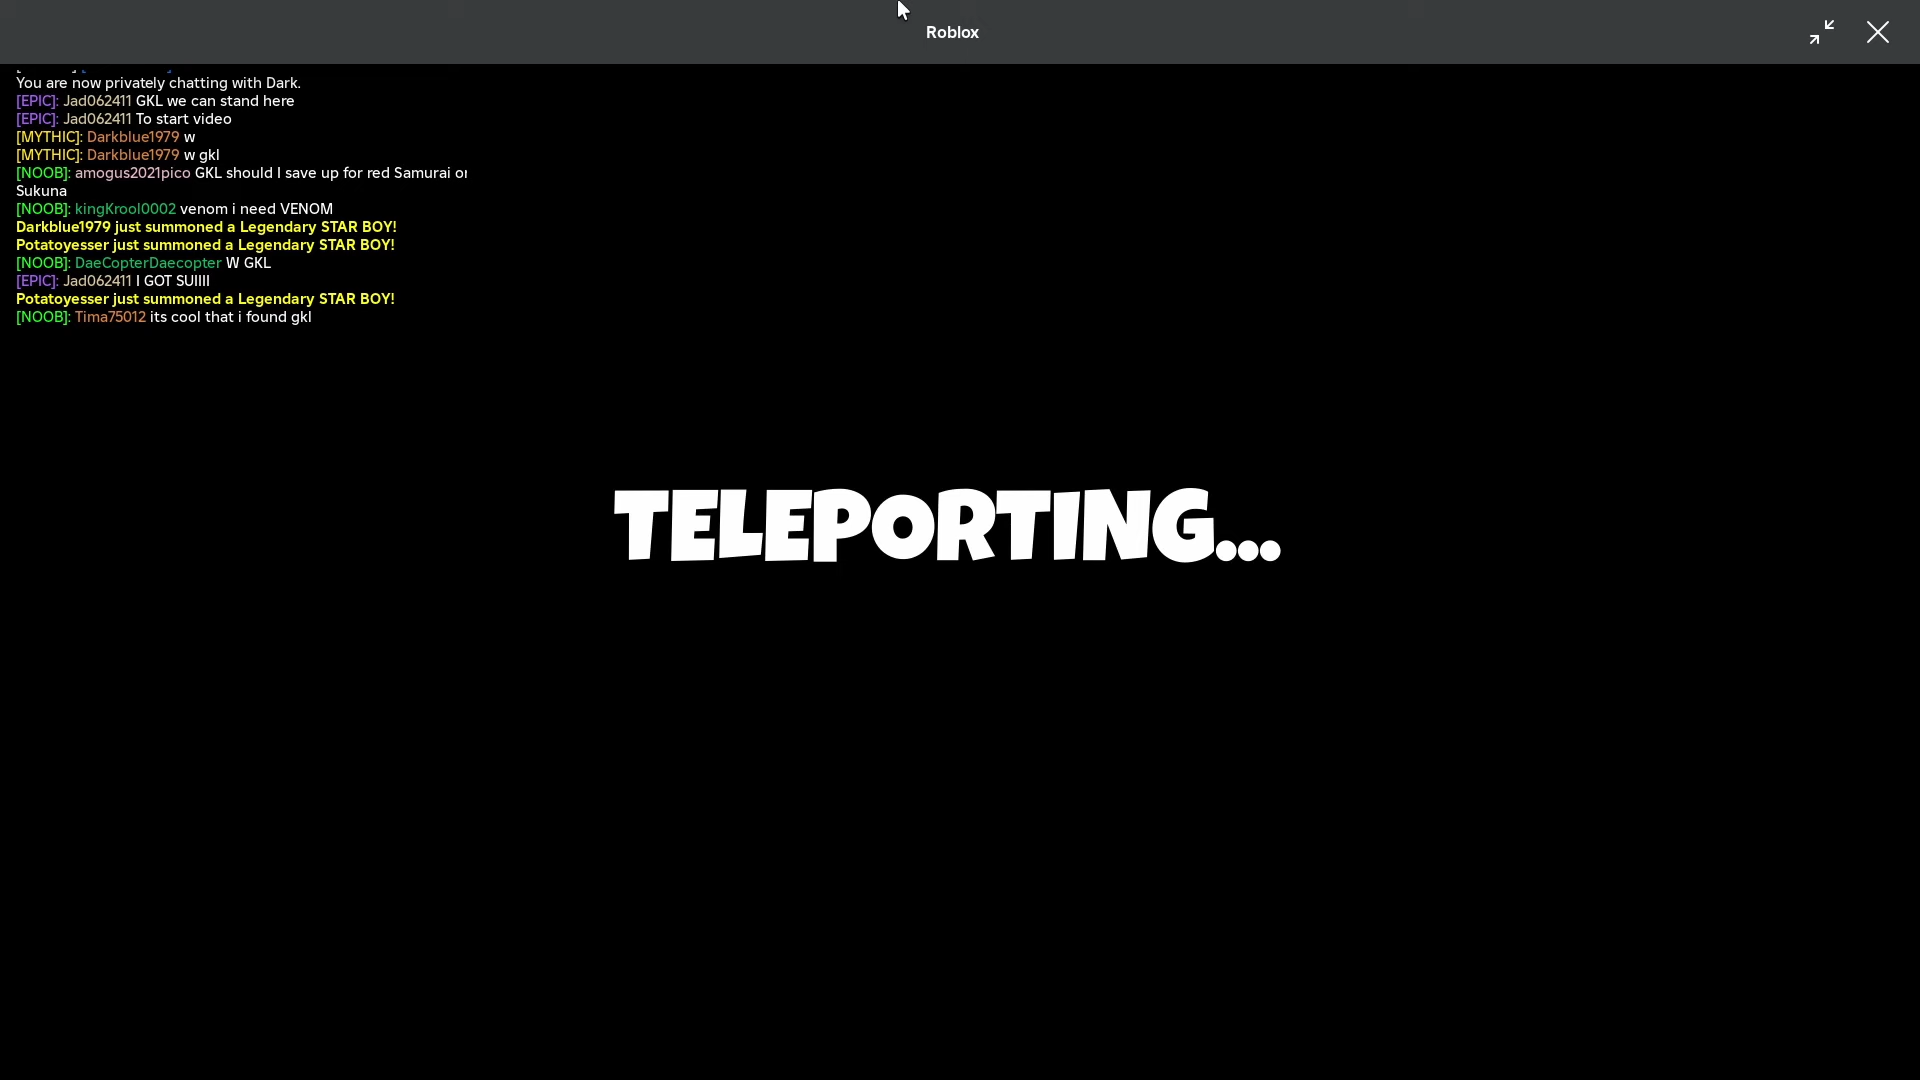 Roblox
You are now privately chatting with Dark.
[EPIC]: Jad062411 GKL we can stand here
[EPIC]: Jad062411 To start video
[MYTHIC]: Darkblue1979 w
[MYTHIC]: Darkblue1979 w gkl
[NOOB]: amogus2021pico GKL should I save up for red Samurai or
Sukuna
[NOOB]: kingKrool0002 venom i need VENOM
Darkblue1979 just summoned a Legendary STAR BOY!
Potatoyesser just summoned a Legendary STAR BOY!
[NOOB]: DaeCopterDaecopter W GKL
[EPIC]: Jad062411 I GOT SUIIII
Potatoyesser just summoned a Legendary STAR BOY!
[NOOB]: Tima75012 its cool that i found gkl
TELEPORTING...